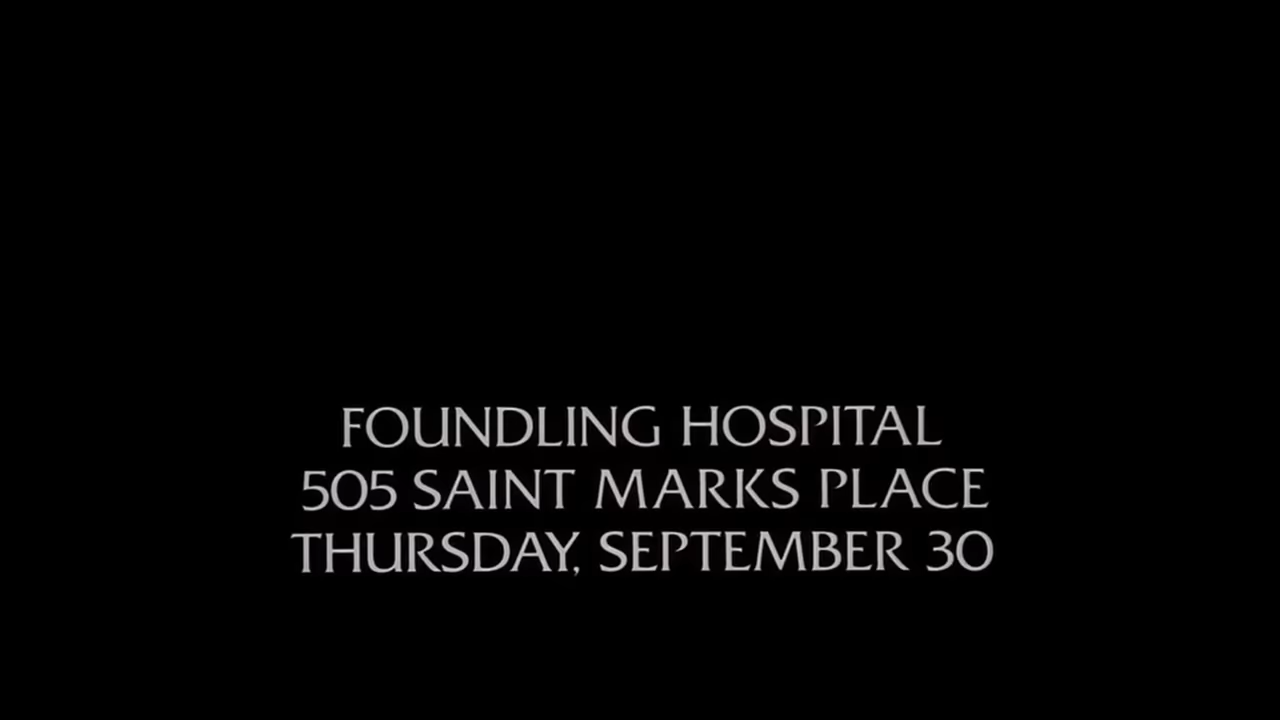 FOUNDLING HOSPITAL
505 SAINT MARKS PLACE
THURSDAY, SEPTEMBER 30